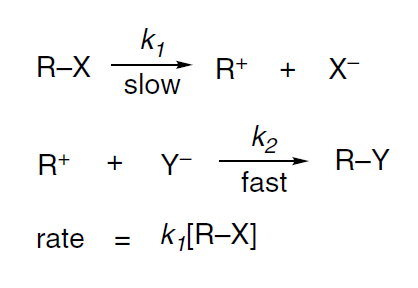 R–X k₁ slow R⁺ + X⁻
R⁺ + Y⁻ k₂ fast R–Y
rate = k₁[R–X]